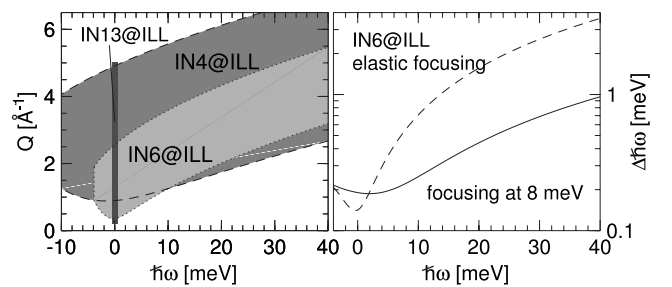 IN13@ILL
IN4@ILL
IN6@ILL
Q [Å⁻¹]
6
4
2
0
-10 0 10 20 30 40
ħω [meV]
IN6@ILL
elastic focusing
focusing at 8 meV
1
0.1
Δħω [meV]
0 10 20 30 40
ħω [meV]